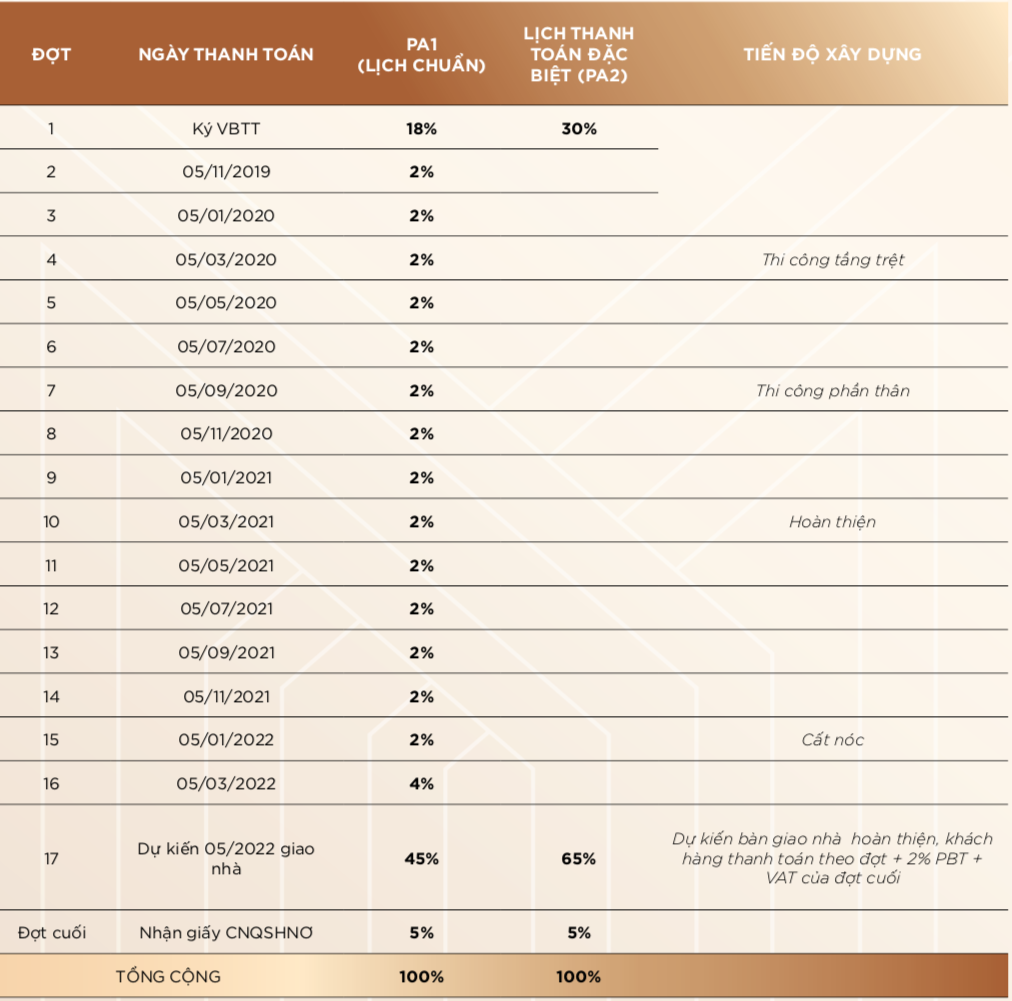 ĐỢT NGÀY THANH TOÁN PA1 (LỊCH CHUẨN) LỊCH THANH TOÁN ĐẶC BIỆT (PA2) TIẾN ĐỘ XÂY DỰNG
1 Ký VBTT 18% 30%
2 05/11/2019 2%
3 05/01/2020 2%
4 05/03/2020 2% Thi công tầng trệt
5 05/05/2020 2%
6 05/07/2020 2%
7 05/09/2020 2% Thi công phần thân
8 05/11/2020 2%
9 05/01/2021 2%
10 05/03/2021 2% Hoàn thiện
11 05/05/2021 2%
12 05/07/2021 2%
13 05/09/2021 2%
14 05/11/2021 2%
15 05/01/2022 2% Cất nóc
16 05/03/2022 4%
17 Dự kiến 05/2022 giao nhà 45% 65% Dự kiến bàn giao nhà hoàn thiện, khách hàng thanh toán theo đợt + 2% PBT + VAT của đợt cuối
Đợt cuối Nhận giấy CNQSHNƠ 5% 5%
TỔNG CỘNG 100% 100%